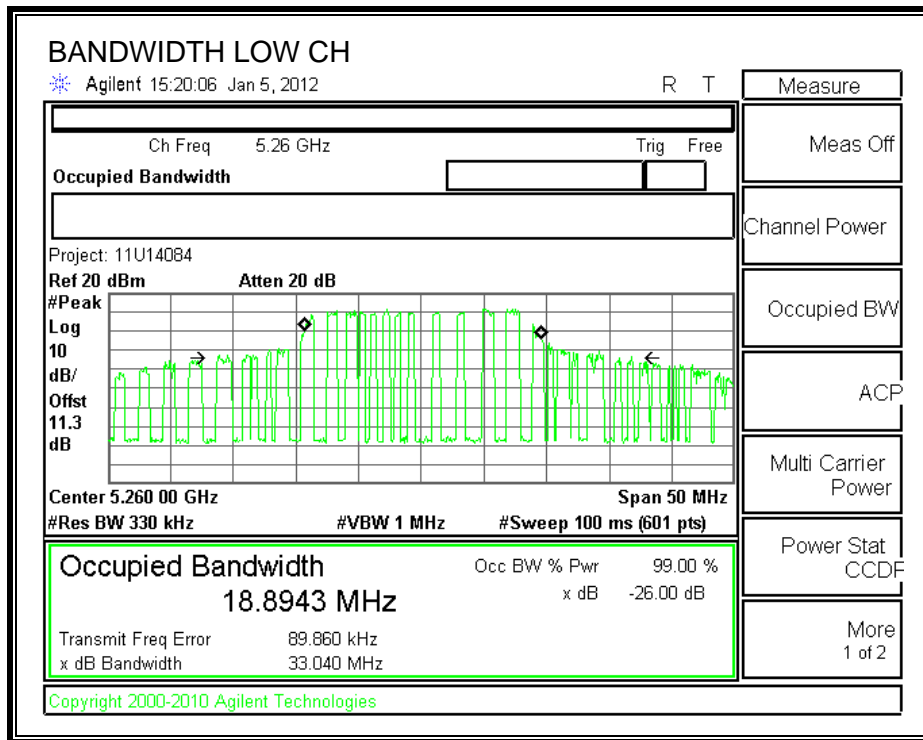 BANDWIDTH LOW CH
Agilent 15:20:06 Jan 5, 2012 R T
Measure
Ch Freq 5.26 GHz Trig Free
Meas Off
Occupied Bandwidth
Channel Power
Project: 11U14084
Ref 20 dBm Atten 20 dB
#Peak
Log
10
dB/
Offst
11.3
dB
Occupied BW
ACP
Multi Carrier
Power
Center 5.260 00 GHz Span 50 MHz
#Res BW 330 kHz #VBW 1 MHz #Sweep 100 ms (601 pts)
Power Stat
CCDF
Occupied Bandwidth Occ BW % Pwr 99.00 %
18.8943 MHz x dB -26.00 dB
Transmit Freq Error 89.860 kHz
x dB Bandwidth 33.040 MHz
More
1 of 2
Copyright 2000-2010 Agilent Technologies